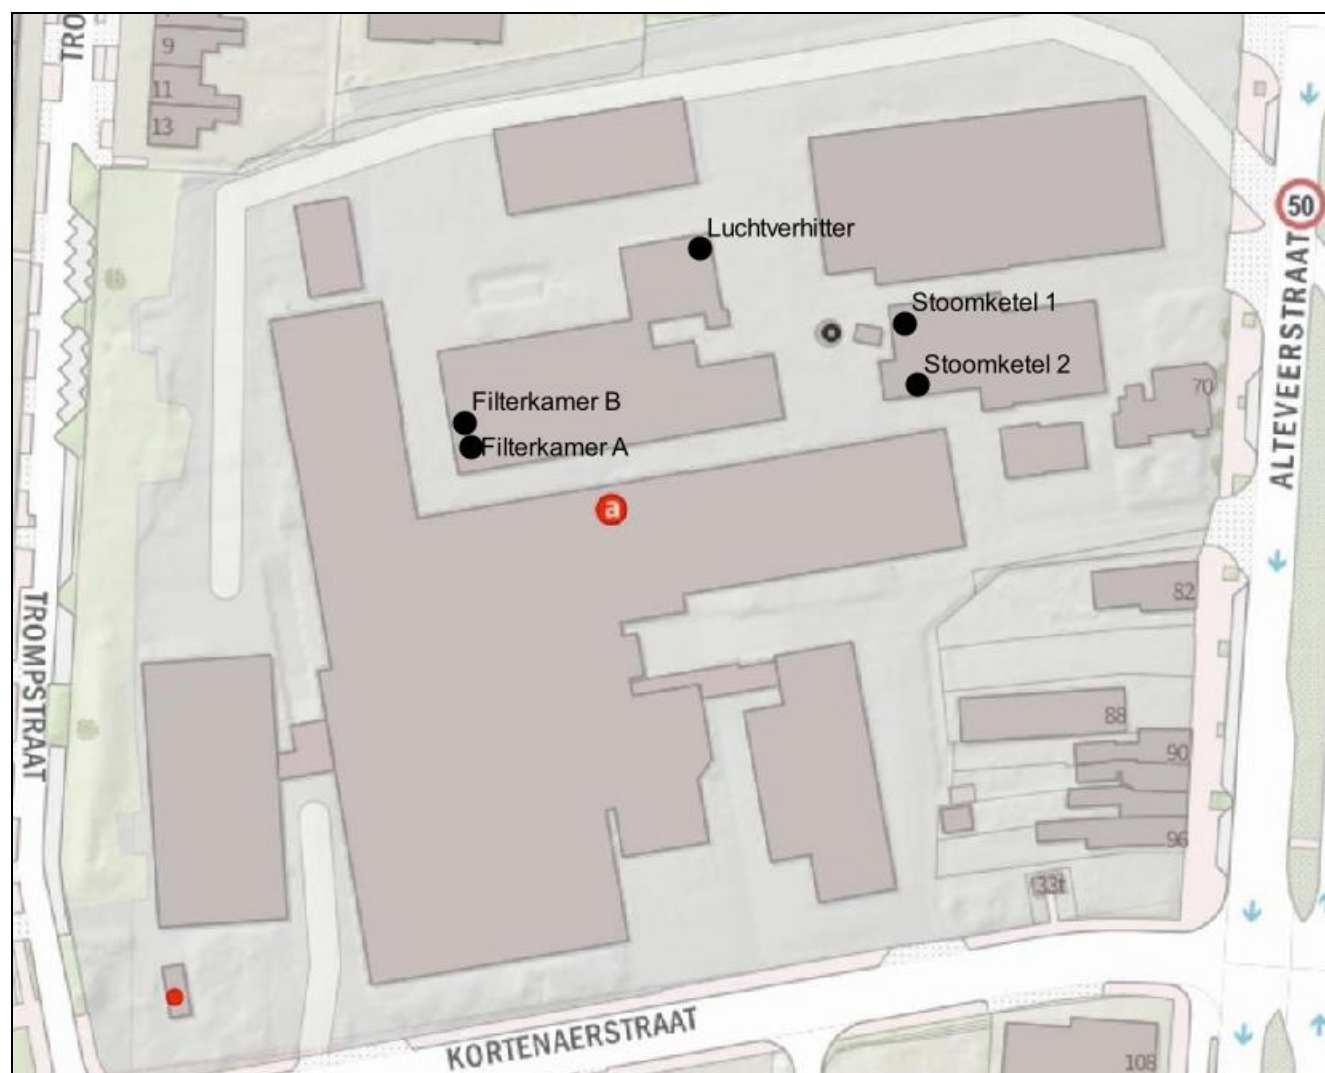 TRO
9
11
13
50
Luchtverhitter
ALTEVEERSTRAAT
Stoomketel 1
Stoomketel 2
70
Filterkamer B
Filterkamer A
a
82
TROMPSTRAAT
88
90
96
33t
KORTENAERSTRAAT
108